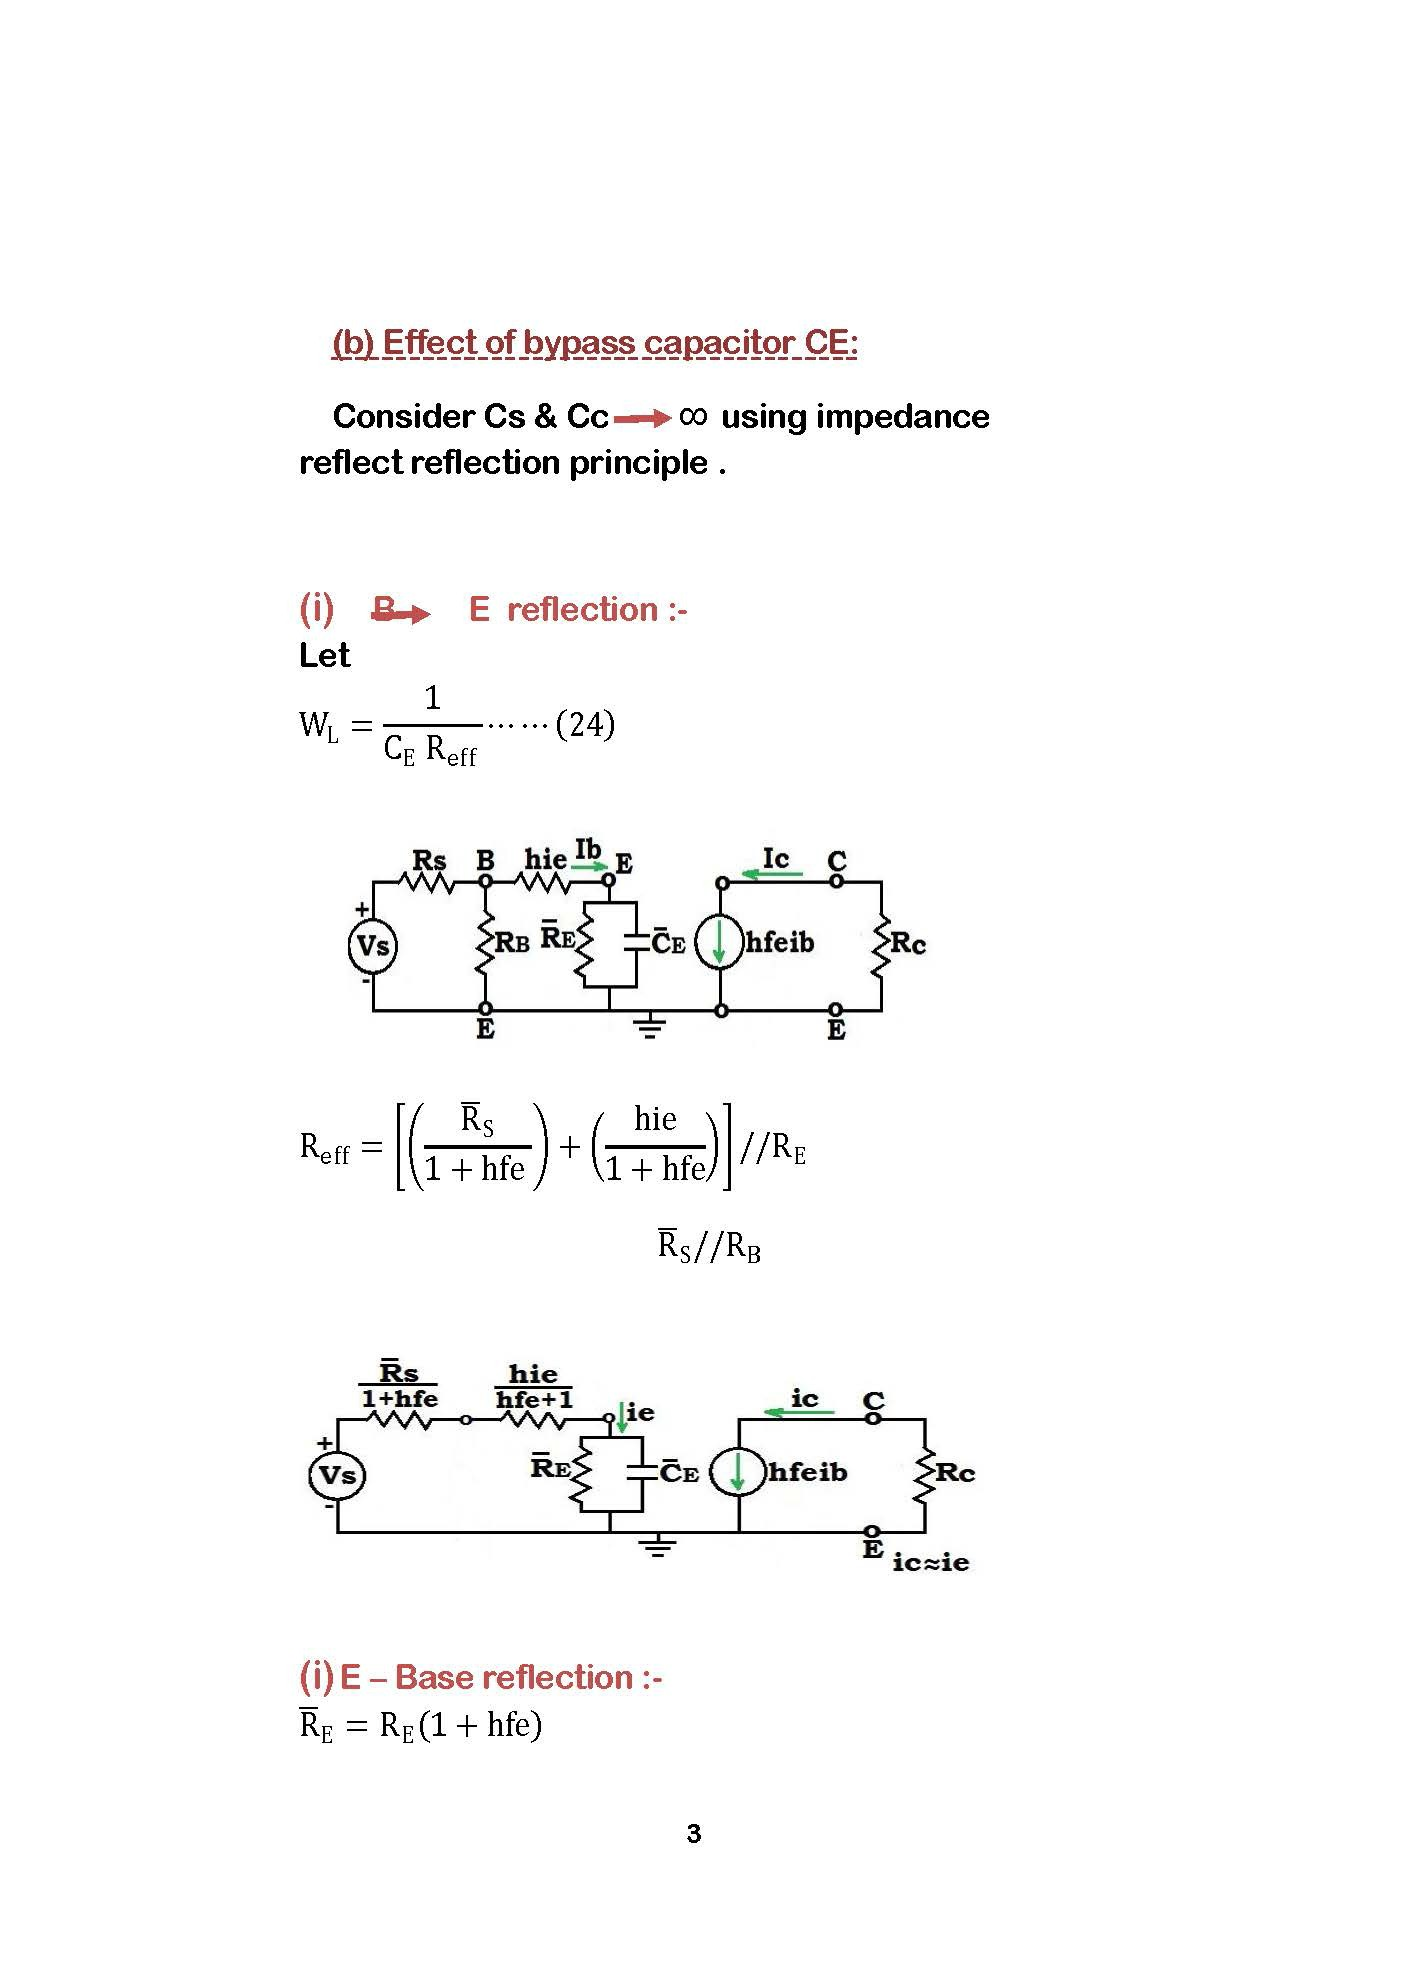 (b) Effect of bypass capacitor CE:
Consider Cs & Cc → ∞ using impedance
reflect reflection principle .
(i) B → E reflection :-
Let
W_L = 1 / (C_E R_eff) ⋯⋯ (24)
Rs B hie Ib E Ic C
+ Vs - RB R̅E C̅E hfeib Rc
E E
R_eff = [(R̅_S / (1 + hfe)) + (hie / (1 + hfe))] //R_E
R̅_S//R_B
R̅s/1+hfe hie/hfe+1 ie ic C
+ Vs - R̅E C̅E hfeib Rc
E ic≈ie
(i) E – Base reflection :-
R̅_E = R_E(1 + hfe)
3